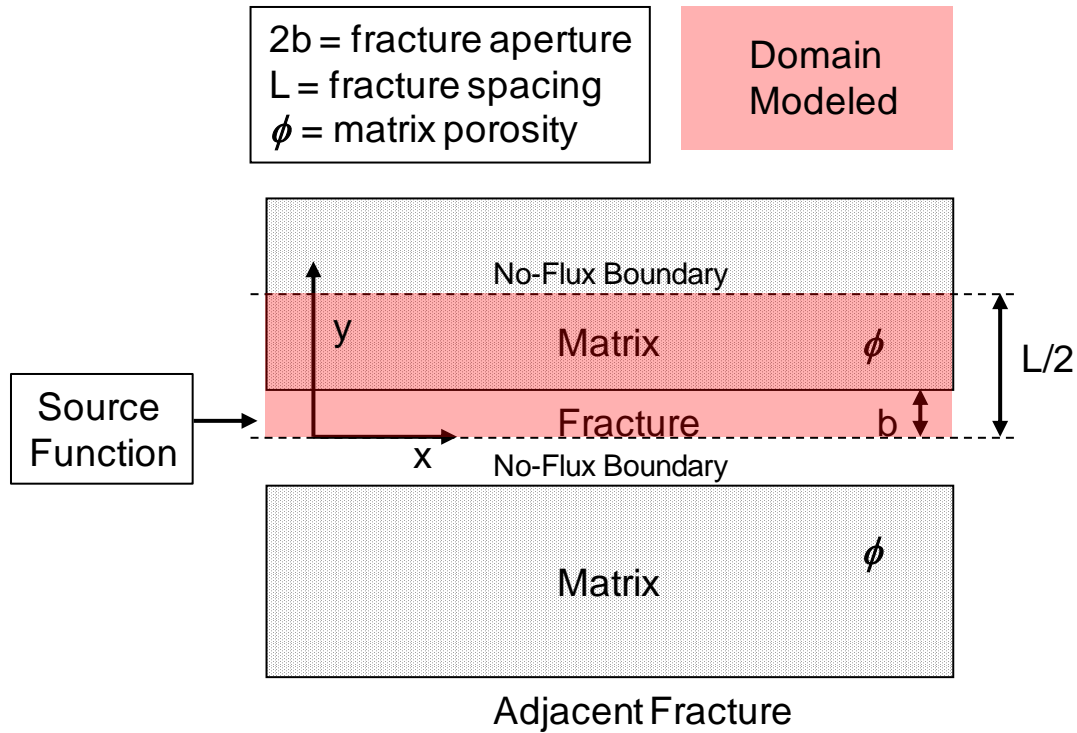 2b = fracture aperture
L = fracture spacing
ϕ = matrix porosity
Domain
Modeled
No-Flux Boundary
y
Matrix
ϕ
L/2
Source
Function
Fracture
b
x
No-Flux Boundary
ϕ
Matrix
Adjacent Fracture